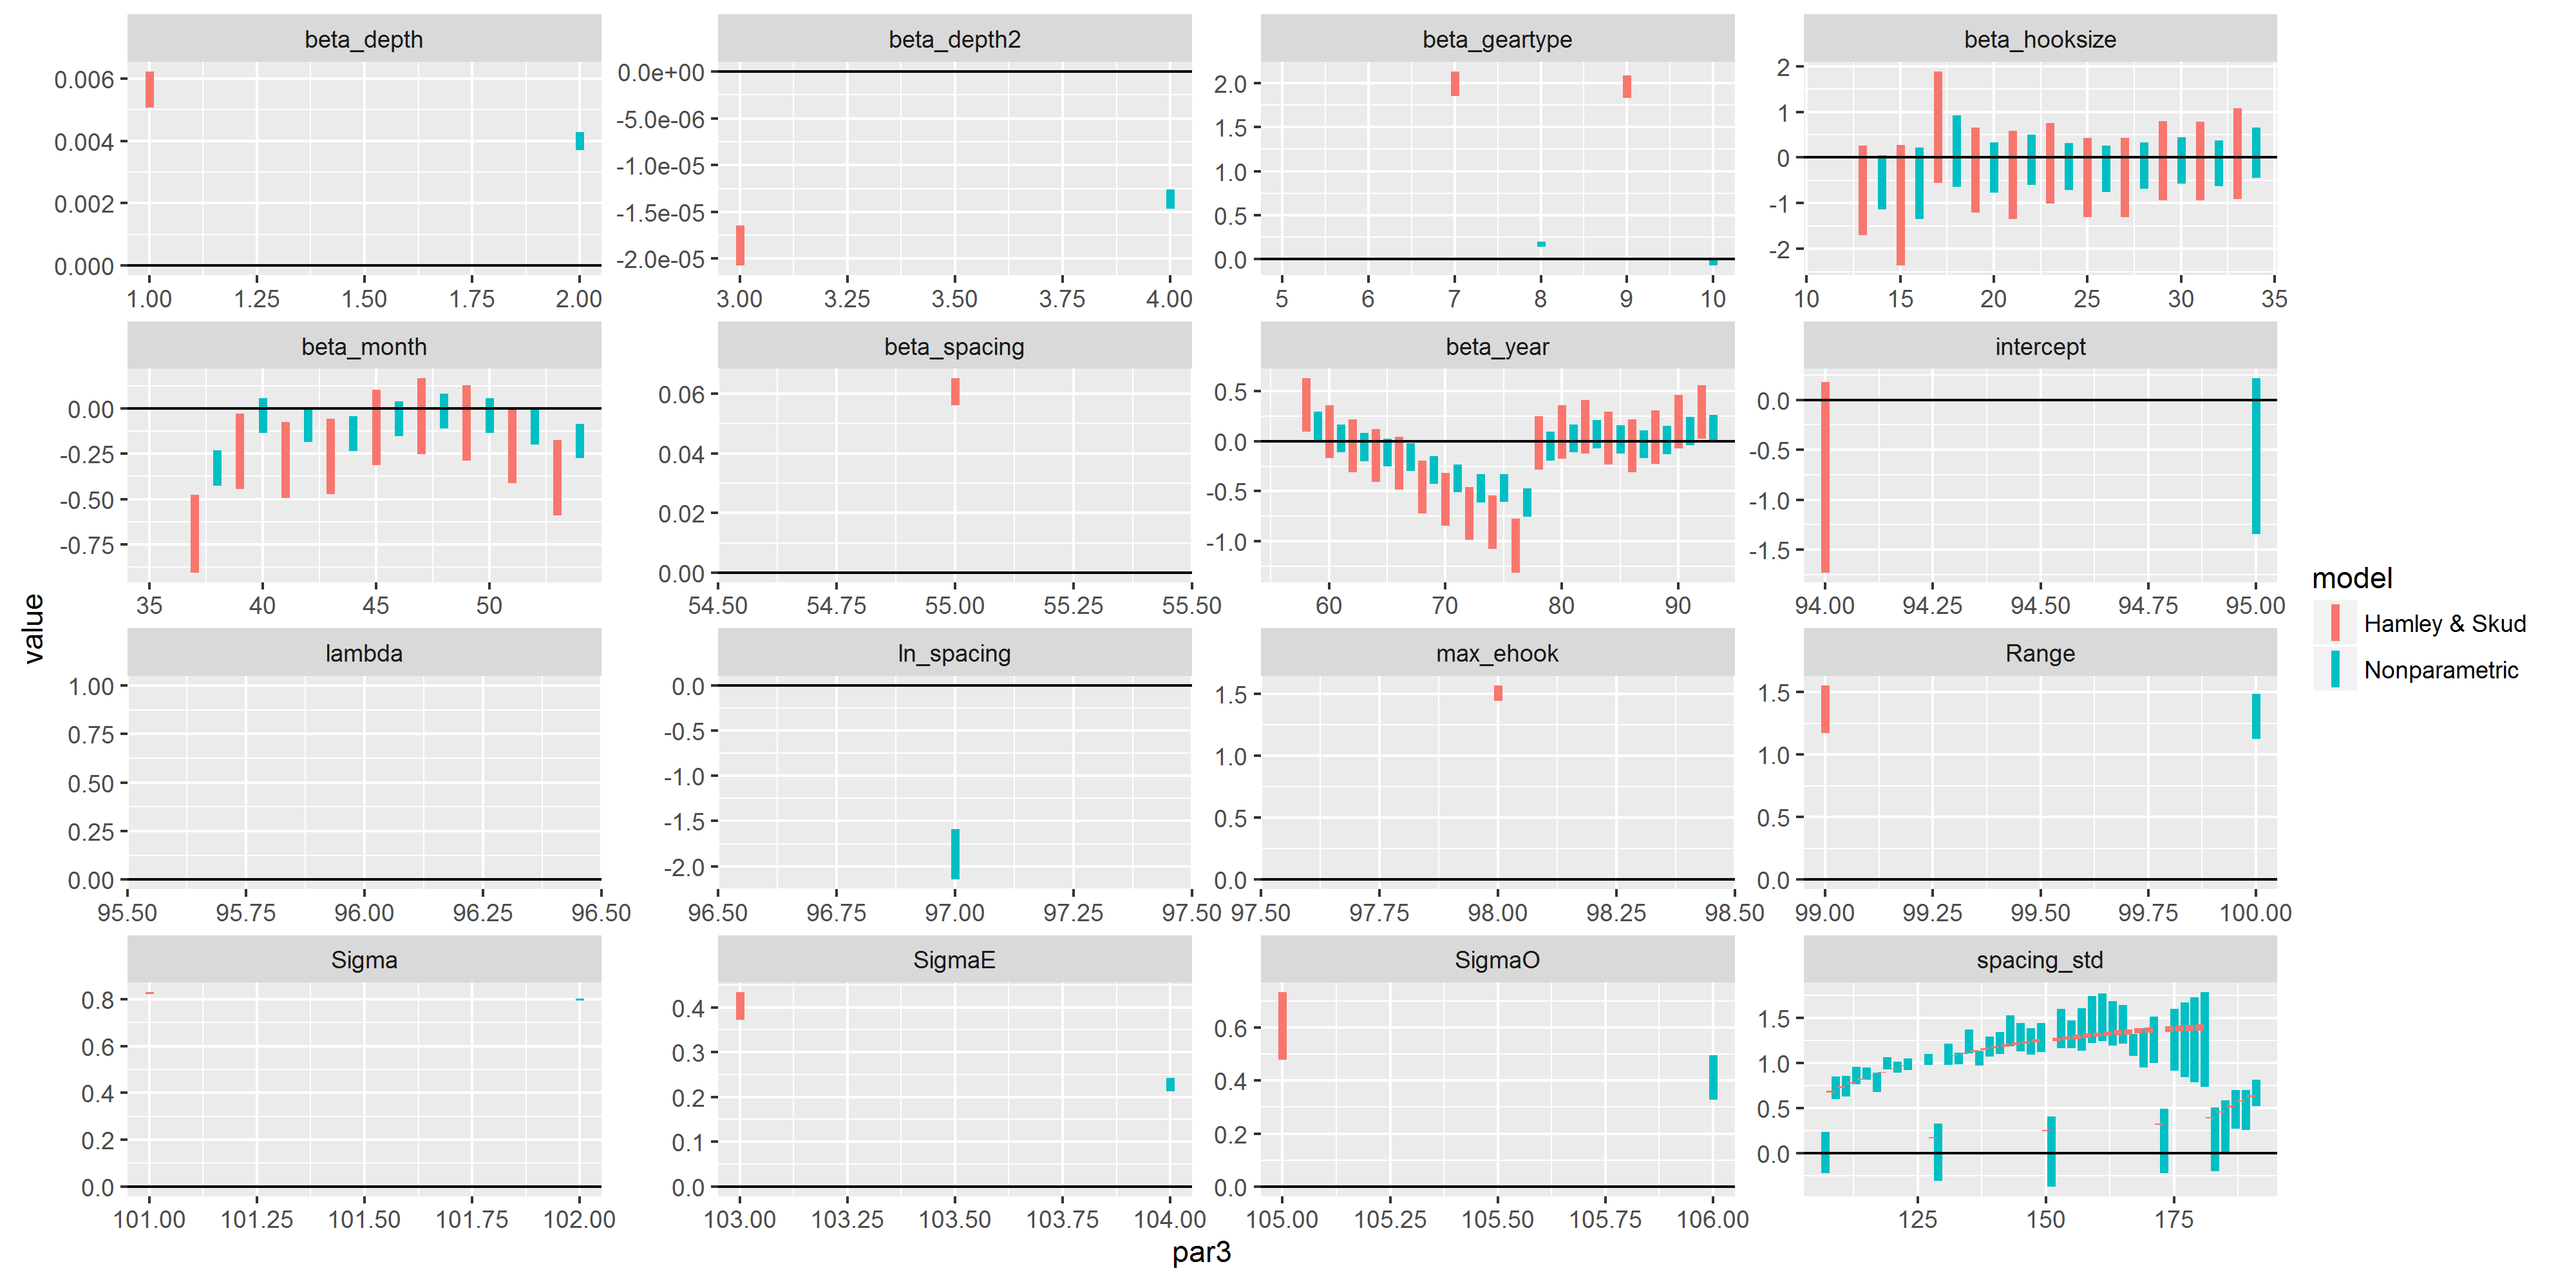 beta_depth beta_depth2 beta_geartype beta_hooksize
0.006 0.004 0.002 0.000
0.0e+00 -5.0e-06 -1.0e-05 -1.5e-05 -2.0e-05
2.0 1.5 1.0 0.5 0.0
2 1 0 -1 -2
1.00 1.25 1.50 1.75 2.00 3.00 3.25 3.50 3.75 4.00 5 6 7 8 9 10 10 15 20 25 30 35
beta_month beta_spacing beta_year intercept
0.00 -0.25 -0.50 -0.75
0.06 0.04 0.02 0.00
0.5 0.0 -0.5 -1.0
0.0 -0.5 -1.0 -1.5
35 40 45 50 54.50 54.75 55.00 55.25 55.50 60 70 80 90 94.00 94.25 94.50 94.75 95.00
lambda ln_spacing max_ehook Range
1.00 0.75 0.50 0.25 0.00
0.0 -0.5 -1.0 -1.5 -2.0
1.5 1.0 0.5 0.0
1.5 1.0 0.5 0.0
95.50 95.75 96.00 96.25 96.50 96.50 96.75 97.00 97.25 97.50 97.50 97.75 98.00 98.25 98.50 99.00 99.25 99.50 99.75 100.00
Sigma SigmaE SigmaO spacing_std
0.8 0.6 0.4 0.2 0.0
0.4 0.3 0.2 0.1 0.0
0.6 0.4 0.2 0.0
1.5 1.0 0.5 0.0
101.00 101.25 101.50 101.75 102.00 103.00 103.25 103.50 103.75 104.00 105.00 105.25 105.50 105.75 106.00 125 150 175
par3
value
model
Hamley & Skud
Nonparametric